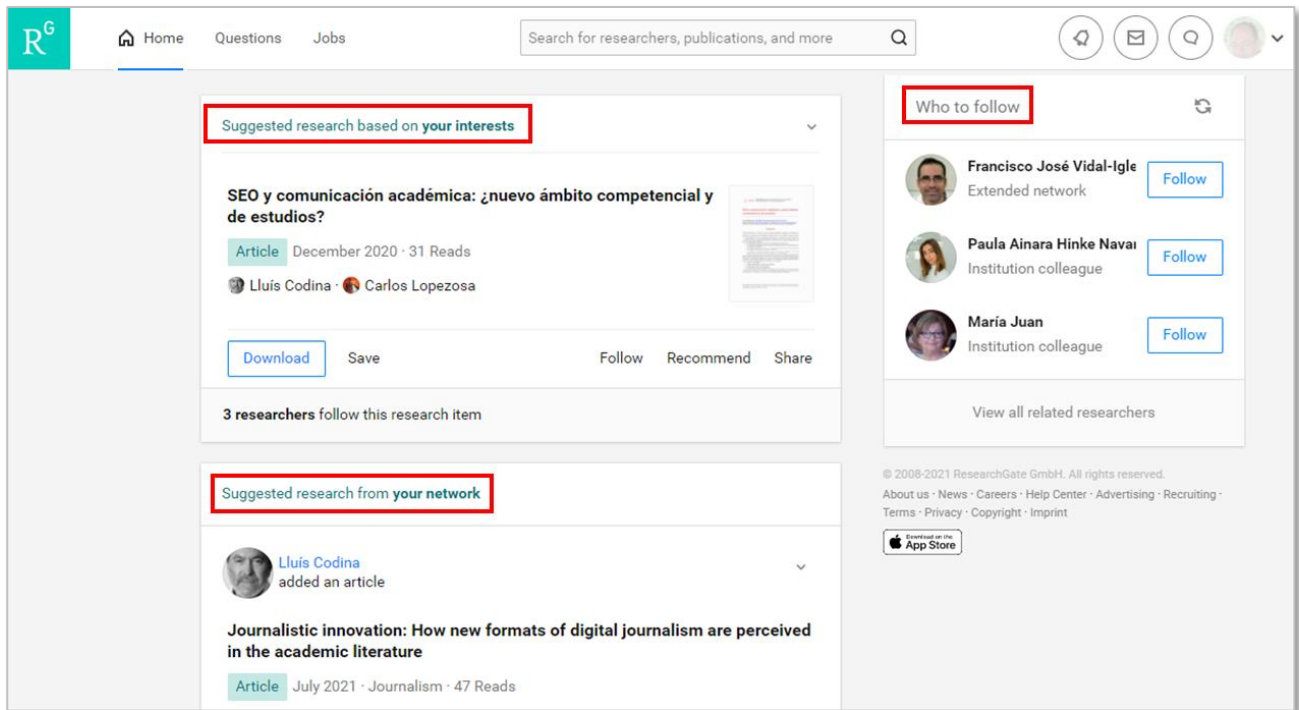 RG
Home Questions Jobs Search for researchers, publications, and more
Suggested research based on your interests
SEO y comunicación académica: ¿nuevo ámbito competencial y
de estudios?
Article December 2020 · 31 Reads
Lluís Codina · Carlos Lopezosa
Download Save Follow Recommend Share
3 researchers follow this research item
Suggested research from your network
Lluís Codina
added an article
Journalistic innovation: How new formats of digital journalism are perceived
in the academic literature
Article July 2021 · Journalism · 47 Reads
Who to follow
Francisco José Vidal-Igle
Extended network
Follow
Paula Ainara Hinke Navar
Institution colleague
Follow
María Juan
Institution colleague
Follow
View all related researchers
© 2008-2021 ResearchGate GmbH. All rights reserved.
About us · News · Careers · Help Center · Advertising · Recruiting ·
Terms · Privacy · Copyright · Imprint
Download on the
App Store